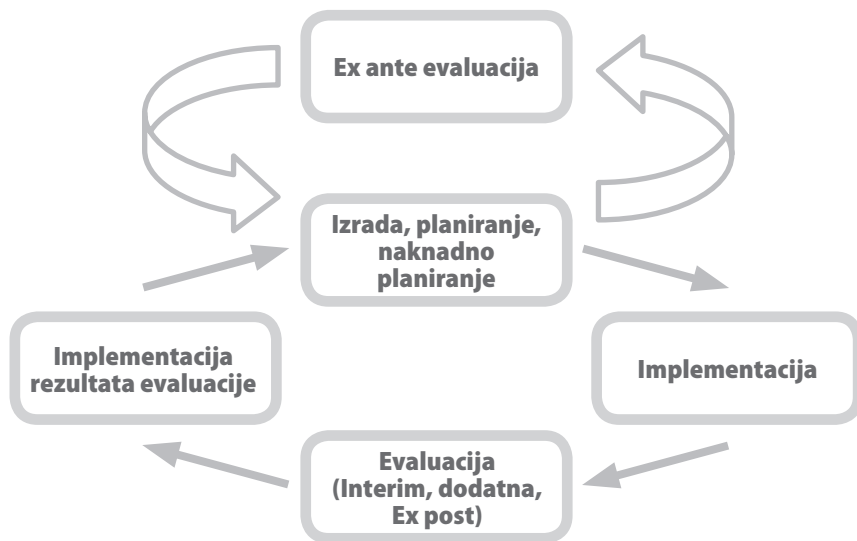 Ex ante evaluacija
Izrada, planiranje,
naknadno
planiranje
Implementacija
rezultata evaluacije
Implementacija
Evaluacija
(Interim, dodatna,
Ex post)